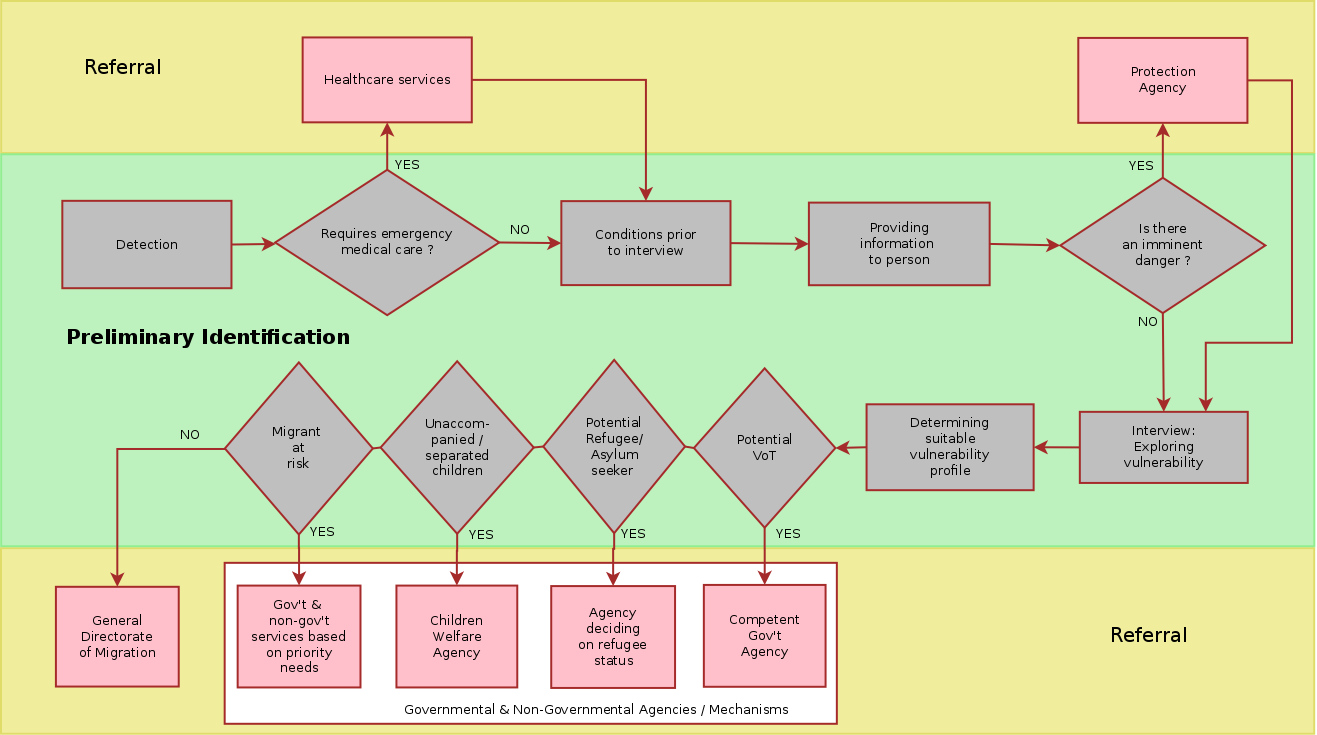 Referral
Healthcare services
Protection
Agency
YES
YES
Detection
Requires emergency
medical care ?
NO
Conditions prior
to interview
Providing
information
to person
Is there
an imminent
danger ?
NO
Preliminary Identification
NO
Migrant
at
risk
Unaccom-
panied /
separated
children
Potential
Refugee/
Asylum
seeker
Potential
VoT
Determining
suitable
vulnerability
profile
Interview:
Exploring
vulnerability
YES
YES
YES
YES
General
Directorate
of Migration
Gov't &
non-gov't
services based
on priority
needs
Children
Welfare
Agency
Agency
deciding
on refugee
status
Competent
Gov't
Agency
Referral
Governmental & Non-Governmental Agencies / Mechanisms